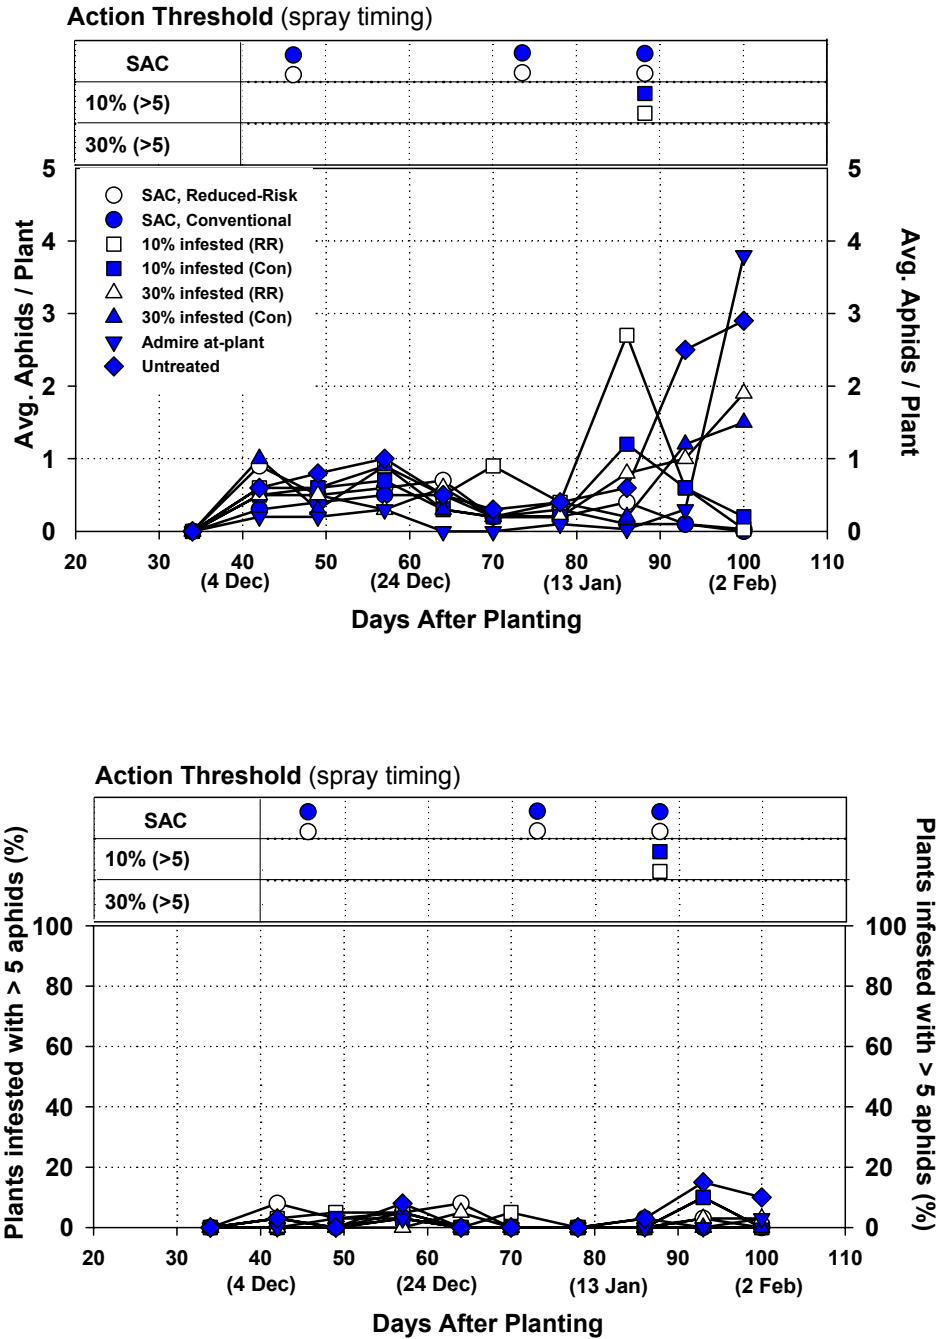 Action Threshold (spray timing)
SAC
10% (>5)
30% (>5)
5 5
SAC, Reduced-Risk
SAC, Conventional
10% infested (RR)
10% infested (Con)
30% infested (RR)
30% infested (Con)
Admire at-plant
Untreated
4 4
3 3
2 2
1 1
0 0
Avg. Aphids / Plant
Avg. Aphids / Plant
20 30 40 50 60 70 80 90 100 110
(4 Dec) (24 Dec) (13 Jan) (2 Feb)
Days After Planting
Action Threshold (spray timing)
SAC
10% (>5)
30% (>5)
100 100
80 80
60 60
40 40
20 20
0 0
Plants infested with > 5 aphids (%)
Plants infested with > 5 aphids (%)
20 30 40 50 60 70 80 90 100 110
(4 Dec) (24 Dec) (13 Jan) (2 Feb)
Days After Planting